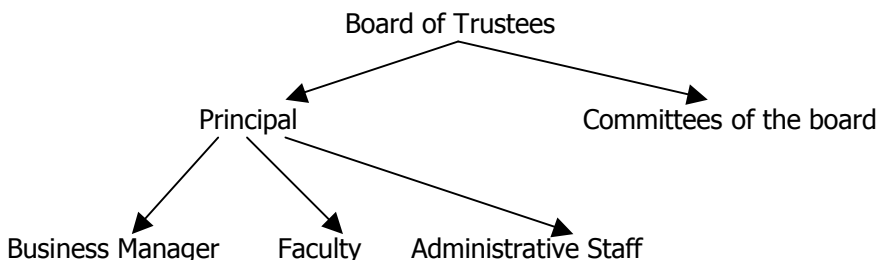 Board of Trustees
Principal Committees of the board
Business Manager Faculty Administrative Staff